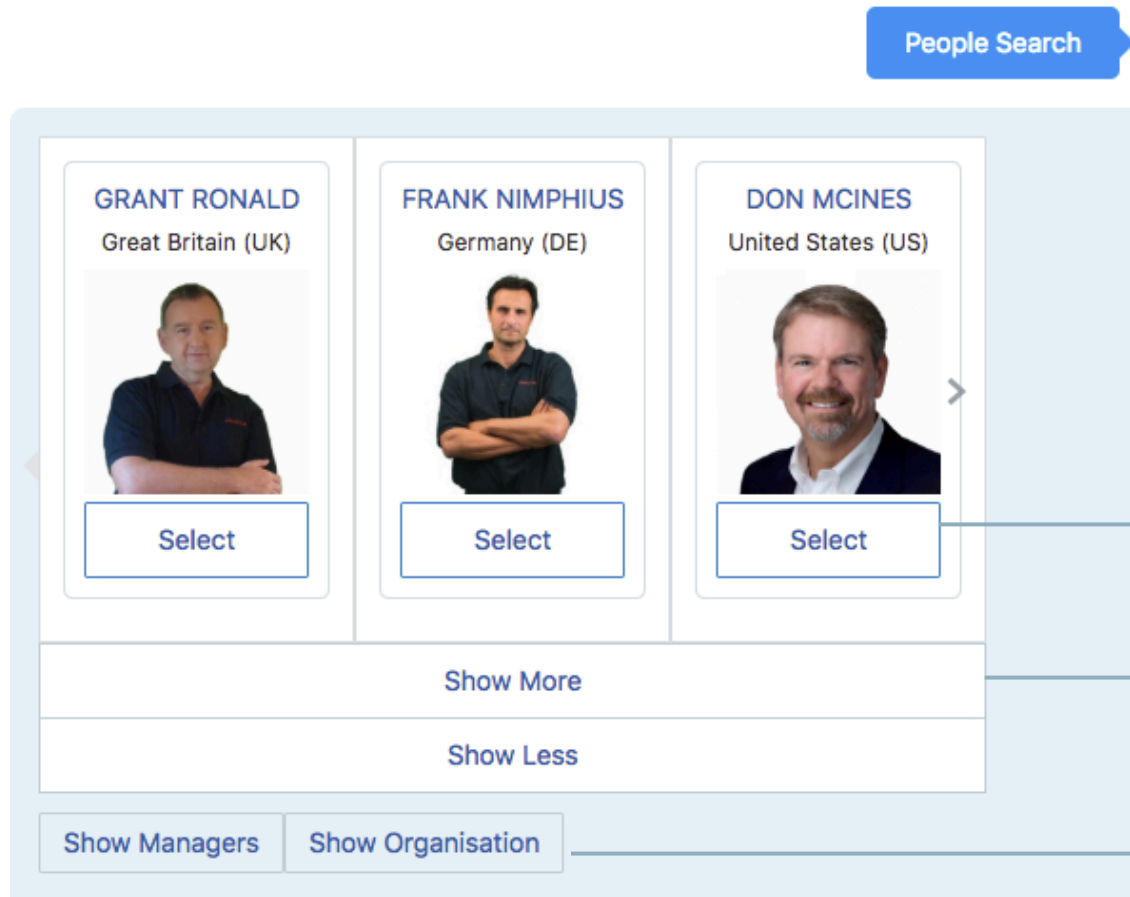 People Search
GRANT RONALD
Great Britain (UK)
Select
FRANK NIMPHIUS
Germany (DE)
Select
DON MCINES
United States (US)
Select
Show More
Show Less
Show Managers
Show Organisation